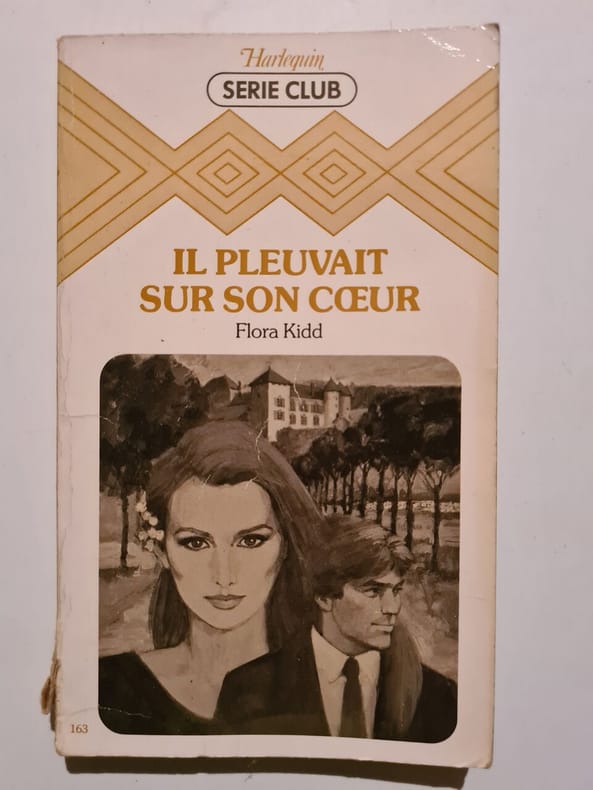 Harlequin
SERIE CLUB
IL PLEUVAIT
SUR SON CŒUR
Flora Kidd
163